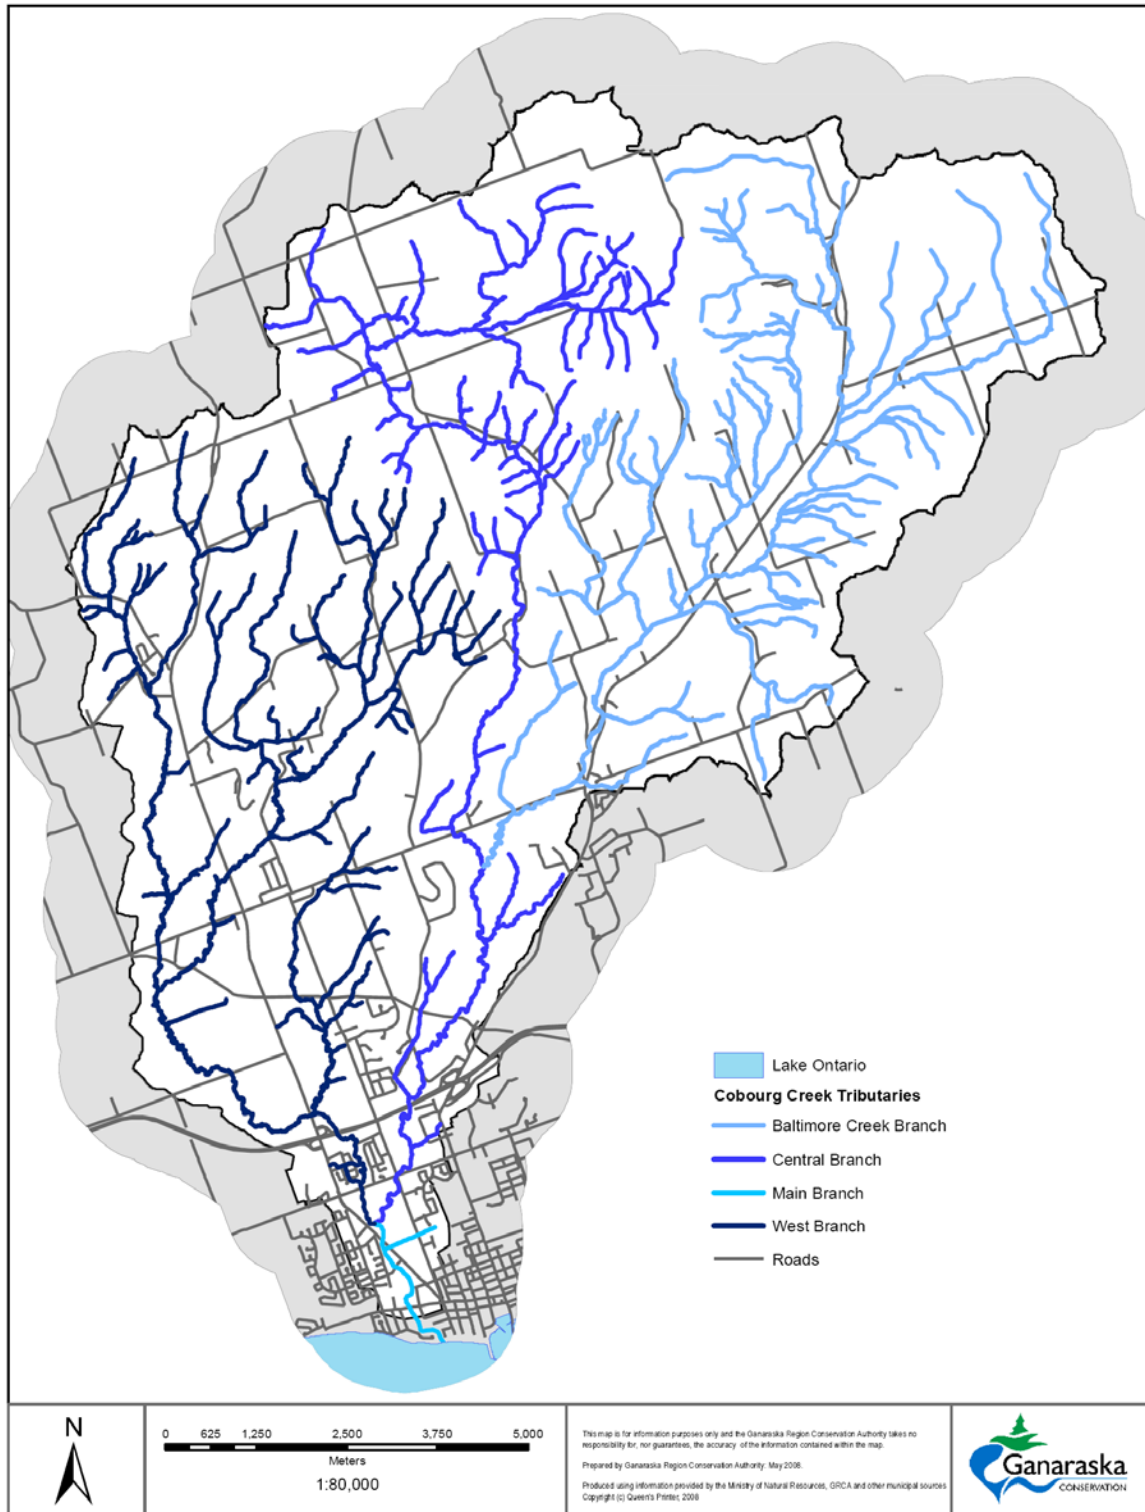 Lake Ontario
Cobourg Creek Tributaries
Baltimore Creek Branch
Central Branch
Main Branch
West Branch
Roads
N
0 625 1,250 2,500 3,750 5,000
Meters
1:80,000
This map is for information purposes only and the Ganaraska Region Conservation Authority takes no
responsibility for, nor guarantees, the accuracy of the information contained within the map.
Prepared by Ganaraska Region Conservation Authority: May 2008.
Produced using information provided by the Ministry of Natural Resources, GRCA and other municipal sources
Copyright (c) Queen's Printer, 2008
Ganaraska
CONSERVATION